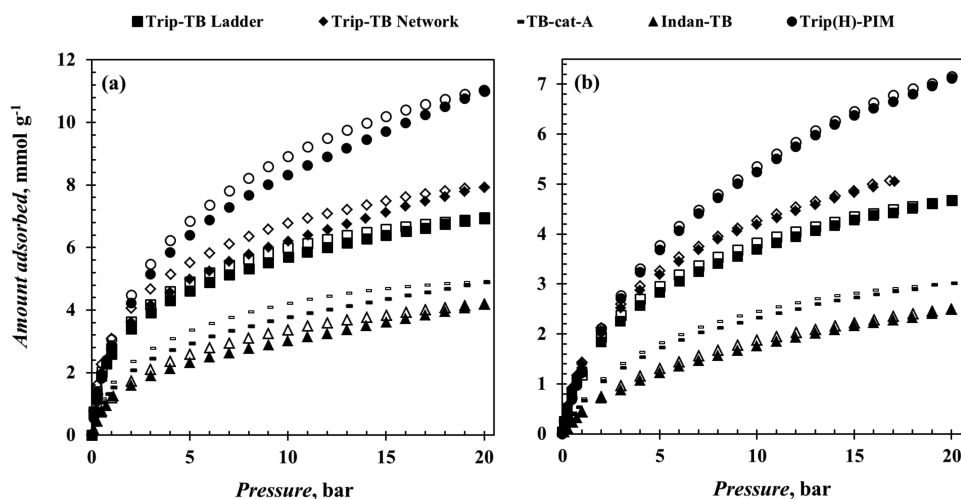 Trip-TB Ladder Trip-TB Network TB-cat-A Indan-TB Trip(H)-PIM
(a) (b)
Amount adsorbed, mmol g⁻¹
12
10
8
6
4
2
0
7
6
5
4
3
2
1
0
0 5 10 15 20
0 5 10 15 20
Pressure, bar Pressure, bar